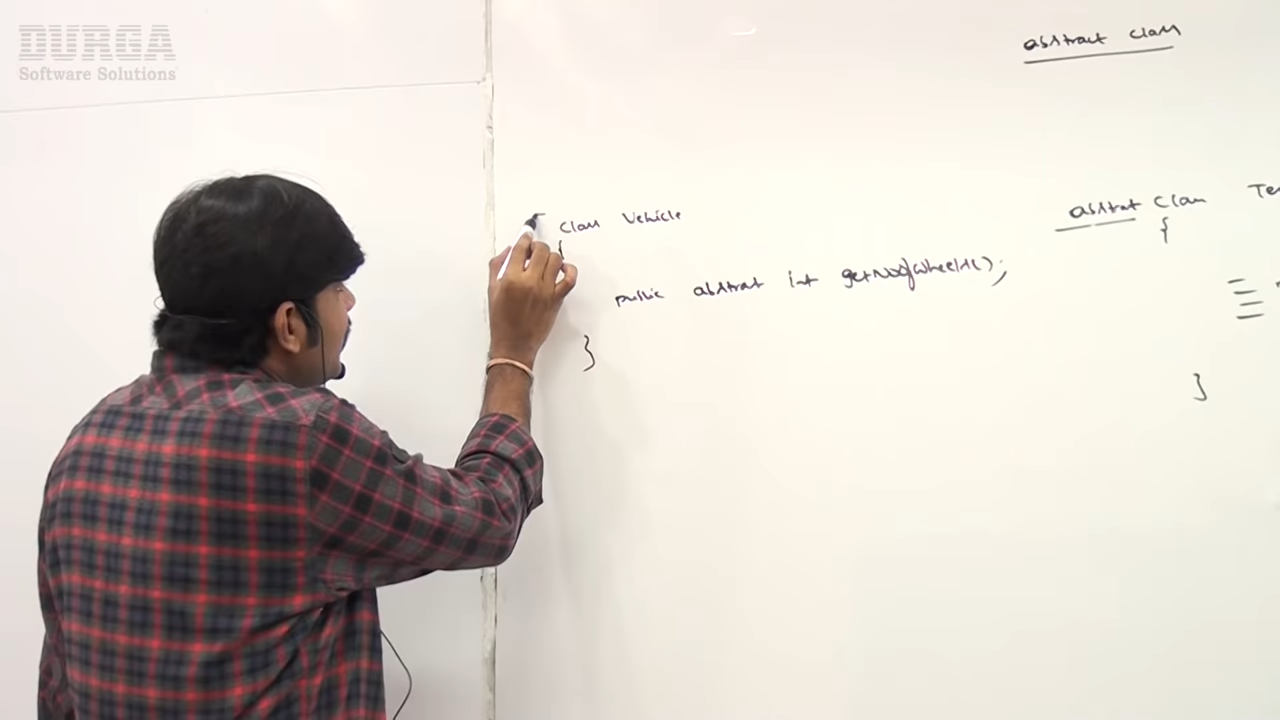 DURGA
Software Solutions
abstract class
class Vehicle
{
public abstract int getNoOfWheels();
}
abstract class
{
}